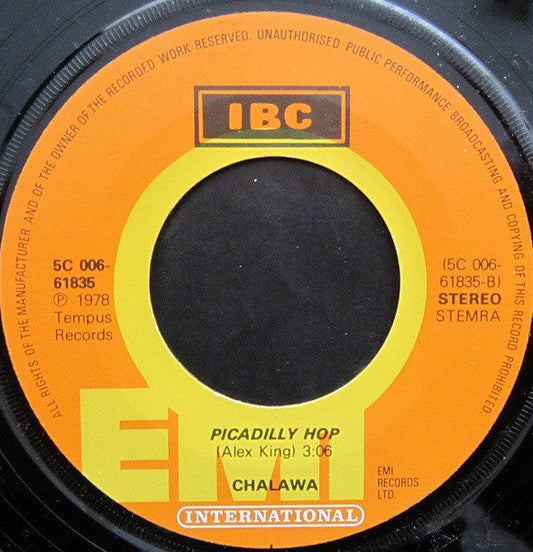 ALL RIGHTS OF THE MANUFACTURER AND OF THE OWNER OF THE RECORDED WORK RESERVED. UNAUTHORISED PUBLIC PERFORMANCE BROADCASTING AND COPYING OF THIS RECORD PROHIBITED
IBC
5C 006-
61835
℗ 1978
Tempus
Records
(5C 006-
61835-B)
STEREO
STEMRA
PICADILLY HOP
(Alex King) 3:06
CHALAWA
EMI
RECORDS
LTD.
EMI
INTERNATIONAL